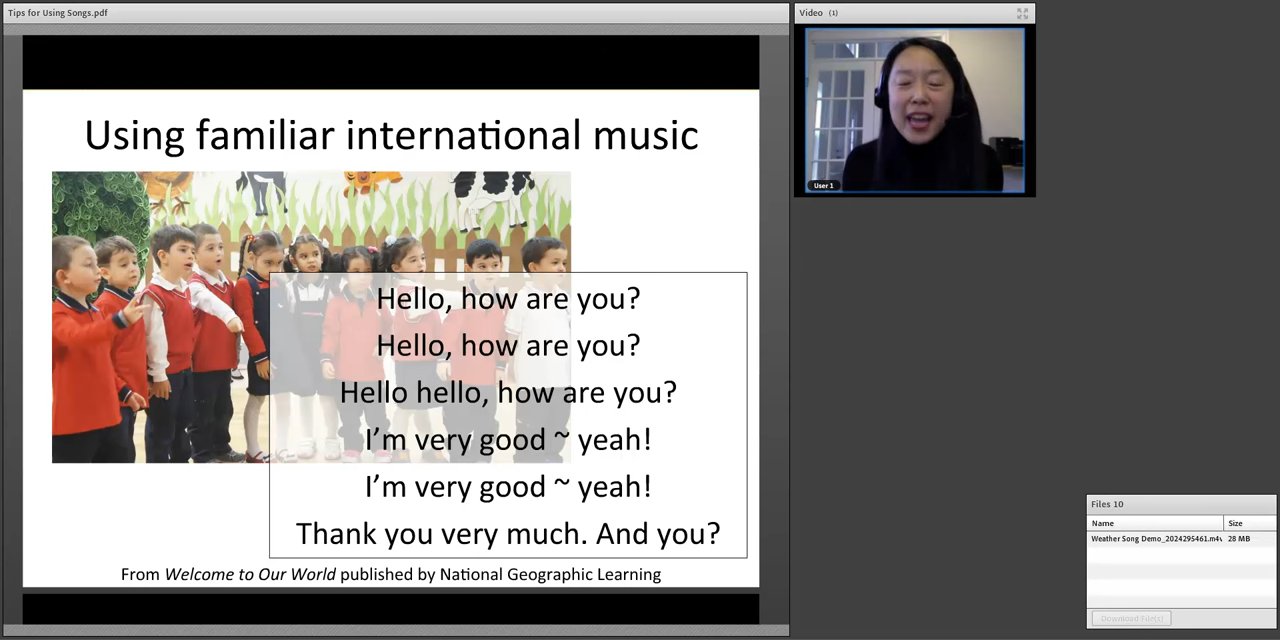 Tips for Using Songs.pdf
Video (1)
Using familiar international music
User 1
Hello, how are you?
Hello, how are you?
Hello hello, how are you?
I’m very good ~ yeah!
I’m very good ~ yeah!
Thank you very much. And you?
From Welcome to Our World published by National Geographic Learning
Files 10
Name Size
Weather Song Demo_2024295461.m4v 28 MB
Download File(s)